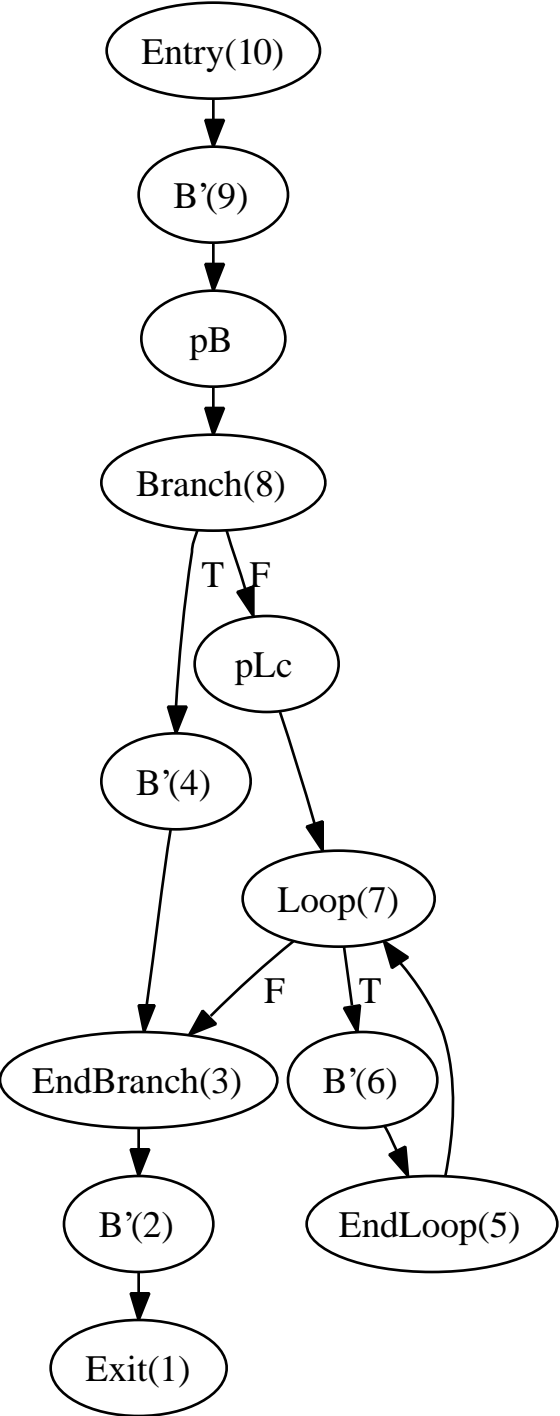 Entry(10)
B'(9)
pB
Branch(8)
T F
pLc
B'(4)
Loop(7)
F T
EndBranch(3) B'(6)
B'(2) EndLoop(5)
Exit(1)